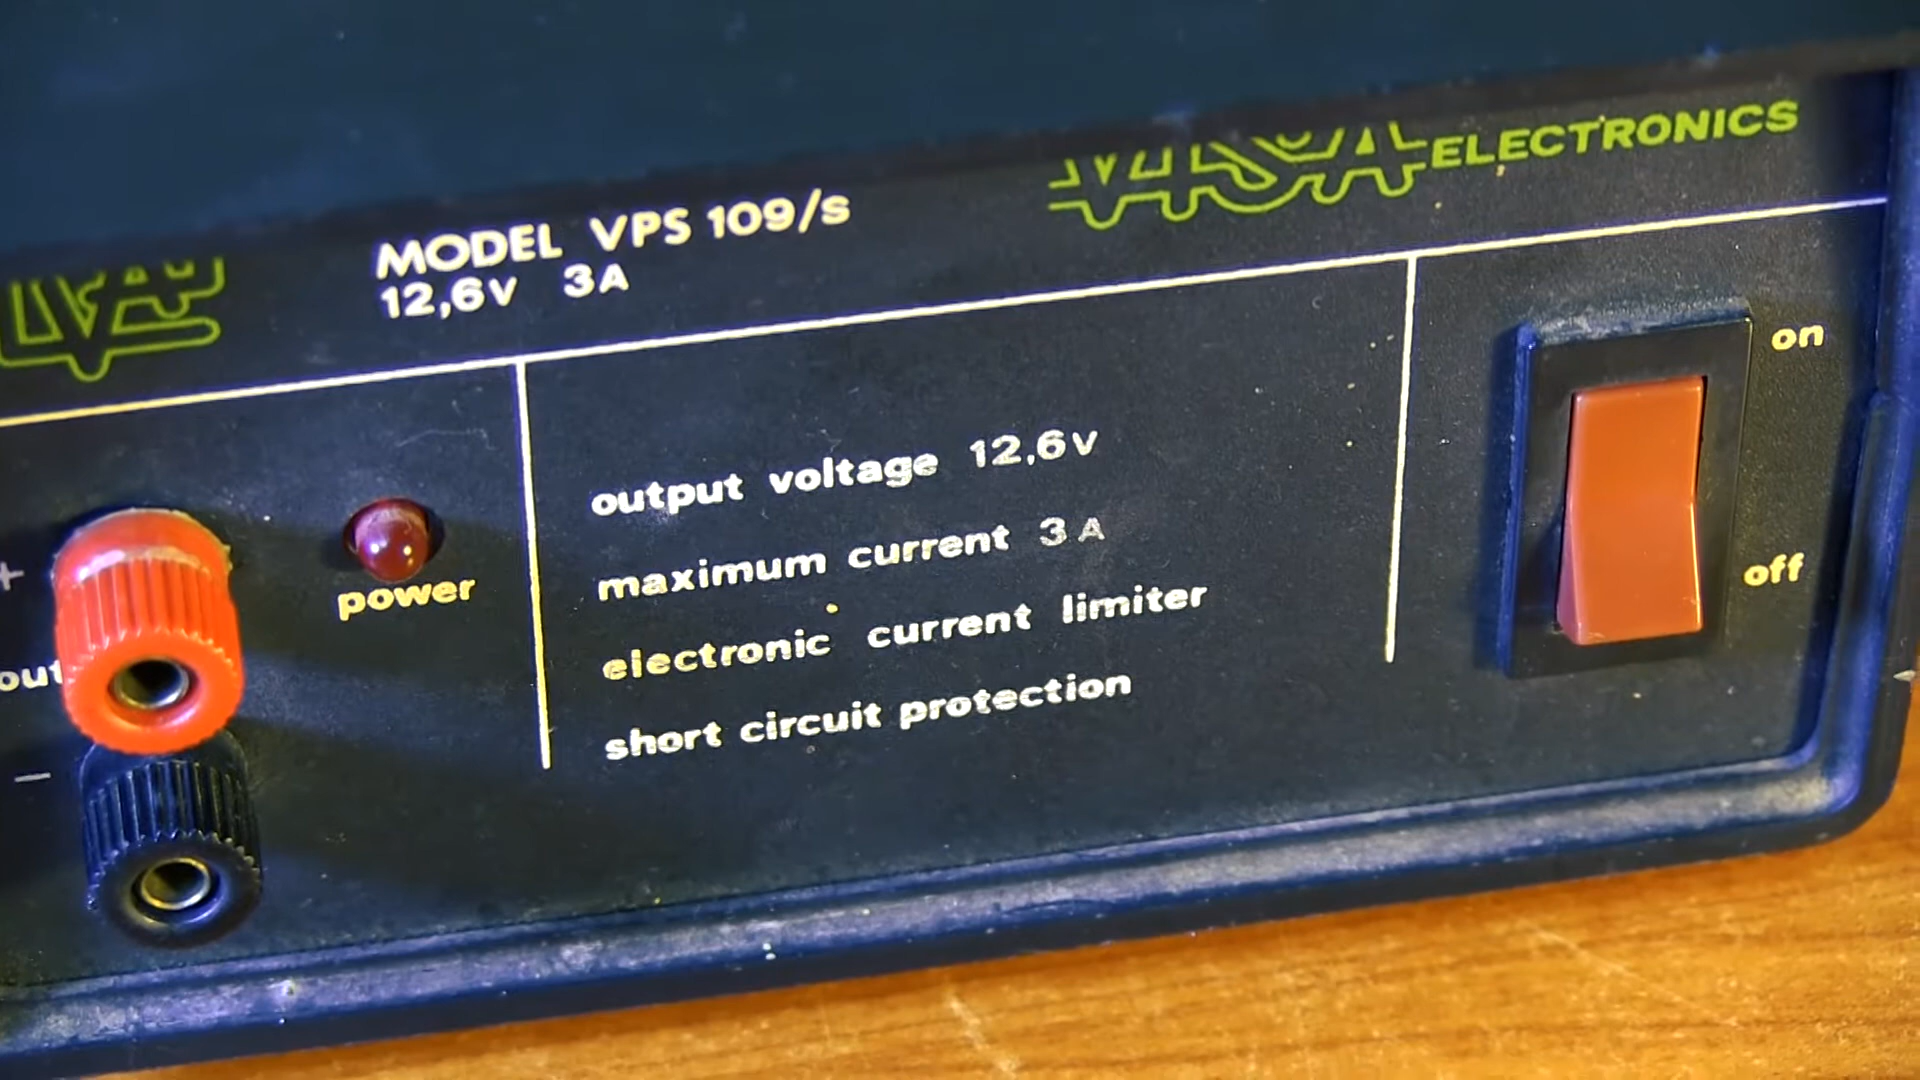 MODEL VPS 109/s
12,6V 3A
ELECTRONICS
on
off
+
power
out
−
output voltage 12,6V
maximum current 3A
electronic current limiter
short circuit protection